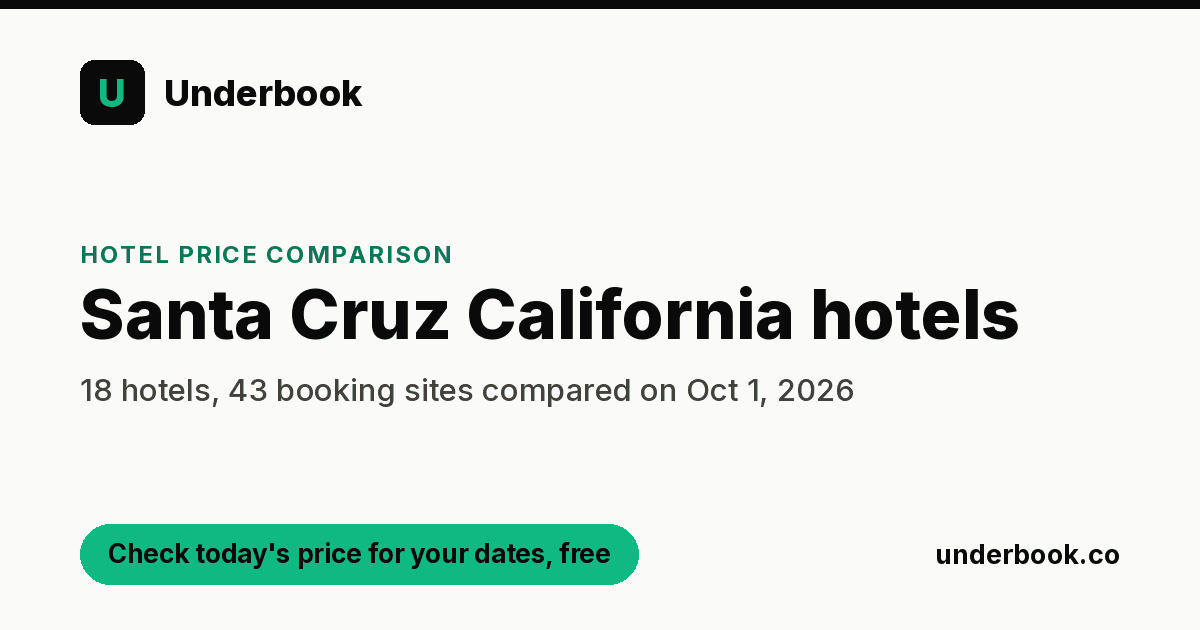 U Underbook
HOTEL PRICE COMPARISON
Santa Cruz California hotels
18 hotels, 43 booking sites compared on Oct 1, 2026
Check today's price for your dates, free
underbook.co